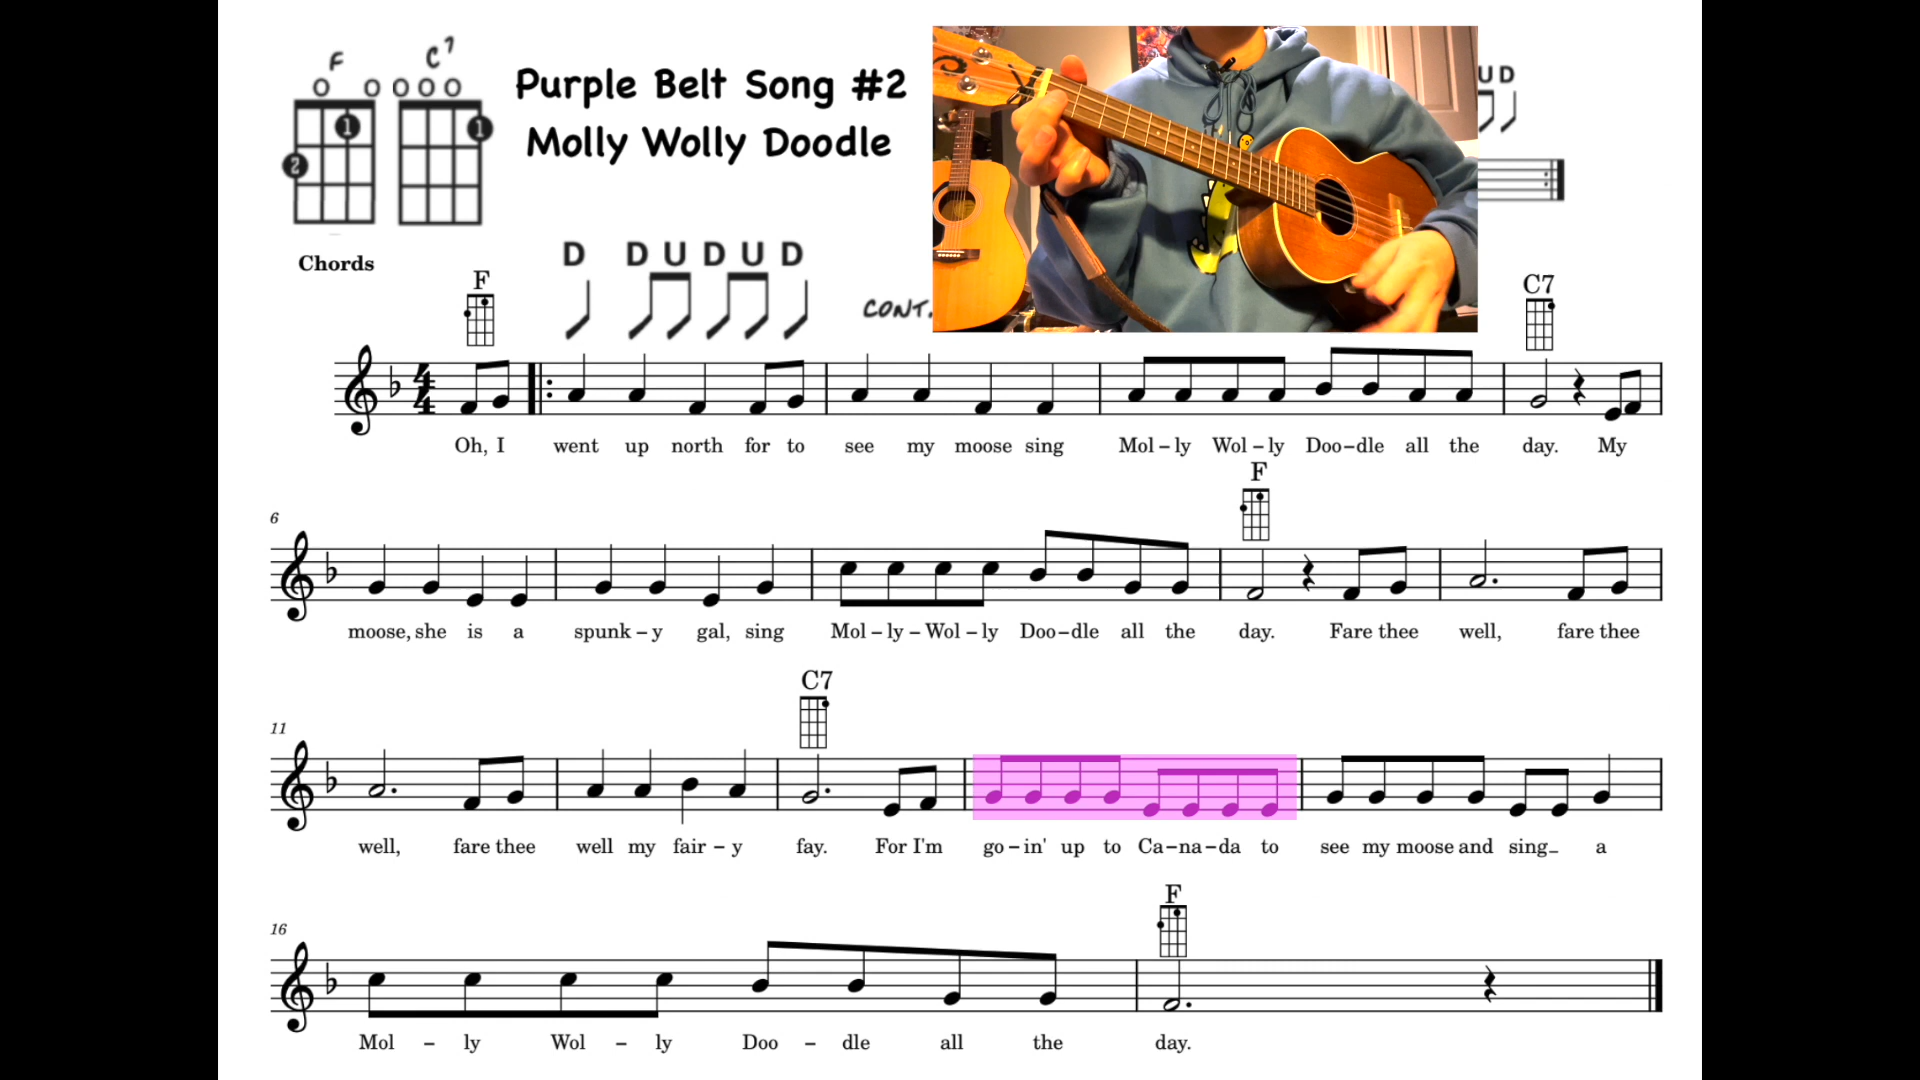 F C7
Purple Belt Song #2
Molly Wolly Doodle
U D
Chords
D D U D U D
CONT.
F C7
4
4
Oh, I went up north for to see my moose sing Mol – ly Wol – ly Doo – dle all the day. My
F
6
moose, she is a spunk – y gal, sing Mol – ly – Wol – ly Doo – dle all the day. Fare thee well, fare thee
C7
11
well, fare thee well my fair – y fay. For I'm go – in' up to Ca – na – da to see my moose and sing_ a
F
16
Mol – ly Wol – ly Doo – dle all the day.